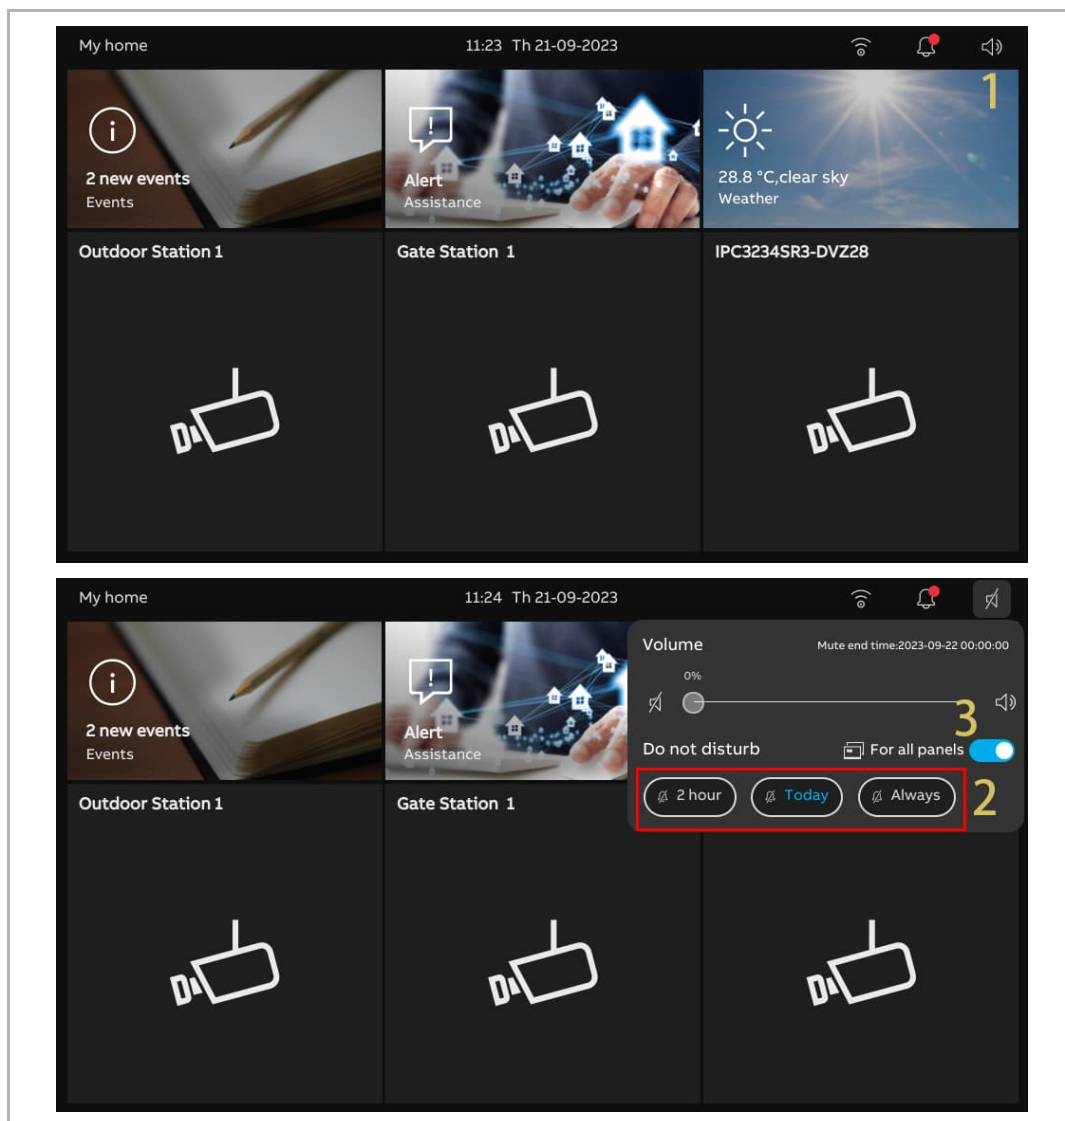 My home 11:23 Th 21-09-2023
1
2 new events
Events
Alert
Assistance
28.8 °C,clear sky
Weather
Outdoor Station 1
Gate Station 1
IPC3234SR3-DVZ28
My home 11:24 Th 21-09-2023
2 new events
Events
Alert
Assistance
Volume Mute end time:2023-09-22 00:00:00
0%
3
Do not disturb For all panels
2 hour Today Always
2
Outdoor Station 1
Gate Station 1